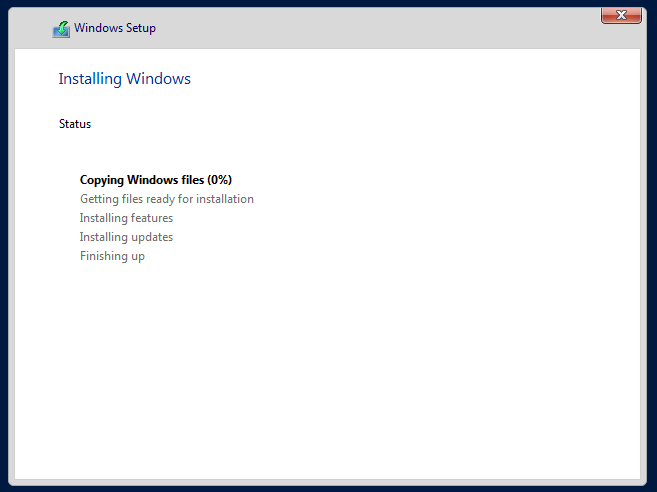 Windows Setup
Installing Windows
Status
Copying Windows files (0%)
Getting files ready for installation
Installing features
Installing updates
Finishing up